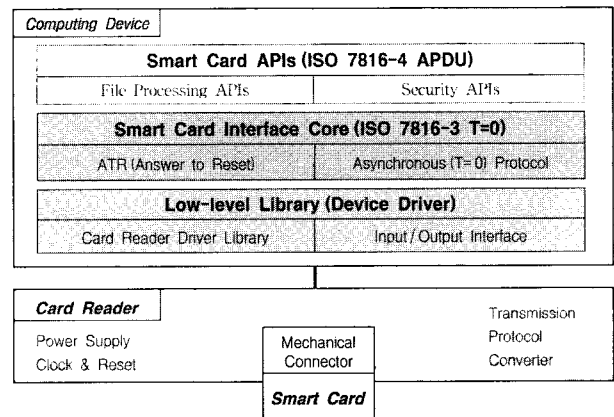 Computing Device
Smart Card APIs (ISO 7816-4 APDU)
File Processing APIs
Security APIs
Smart Card Interface Core (ISO 7816-3 T=0)
ATR (Answer to Reset)
Asynchronous (T=0) Protocol
Low-level Library (Device Driver)
Card Reader Driver Library
Input/Output Interface
Card Reader
Power Supply
Clock & Reset
Mechanical
Connector
Smart Card
Transmission
Protocol
Converter